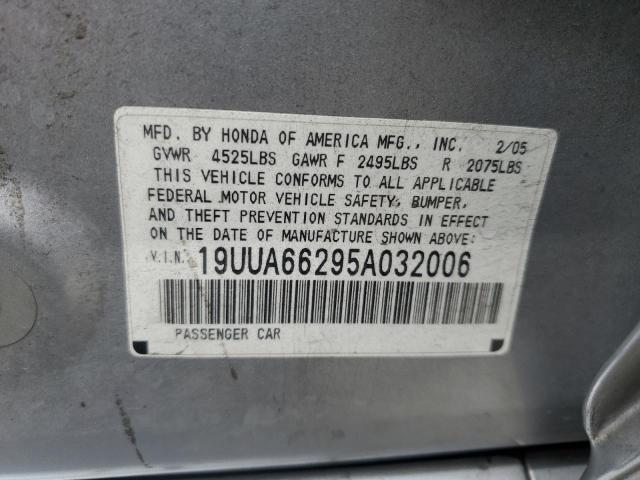 MFD. BY HONDA OF AMERICA MFG., INC. 2/05
GVWR 4525LBS GAWR F 2495LBS R 2075LBS
THIS VEHICLE CONFORMS TO ALL APPLICABLE
FEDERAL MOTOR VEHICLE SAFETY, BUMPER,
AND THEFT PREVENTION STANDARDS IN EFFECT
ON THE DATE OF MANUFACTURE SHOWN ABOVE:
V.I.N. 19UUA66295A032006
PASSENGER CAR